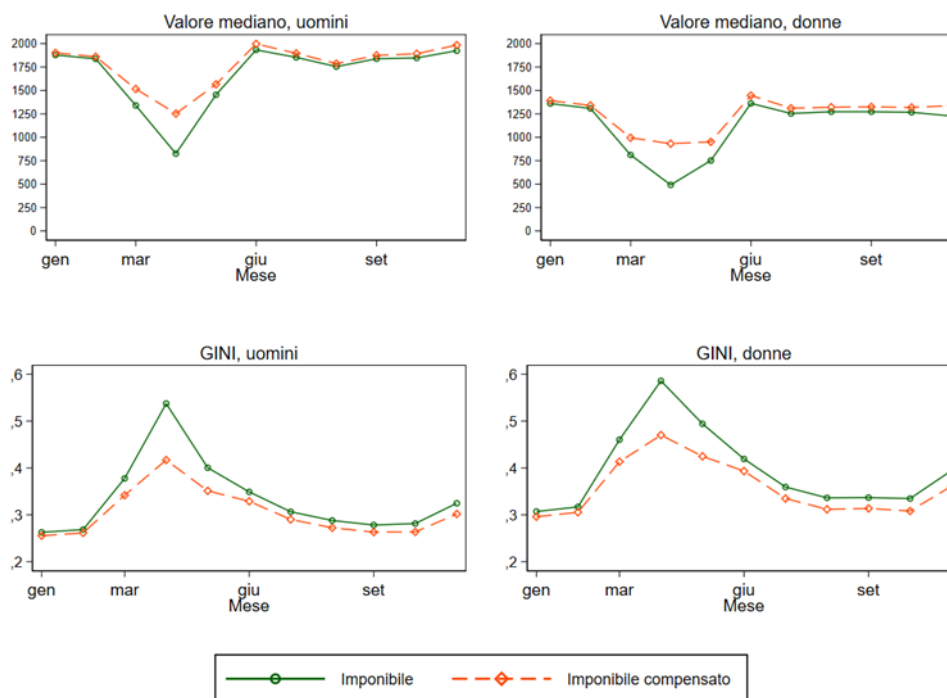 Valore mediano, uomini
2000
1750
1500
1250
1000
750
500
250
0
gen mar giu set
Mese
Valore mediano, donne
2000
1750
1500
1250
1000
750
500
250
0
gen mar giu set
Mese
GINI, uomini
,6
,5
,4
,3
,2
gen mar giu set
Mese
GINI, donne
,6
,5
,4
,3
,2
gen mar giu set
Mese
Imponibile Imponibile compensato